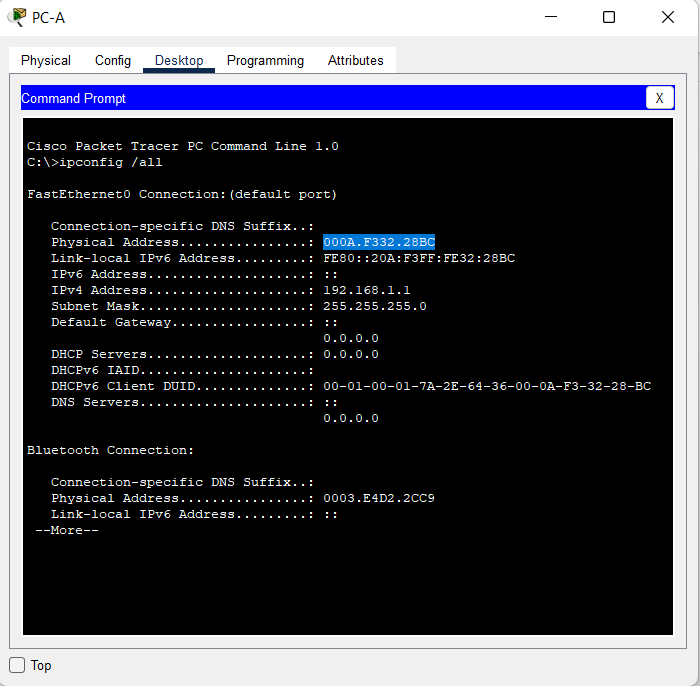 PC-A
Physical Config Desktop Programming Attributes
Command Prompt X
Cisco Packet Tracer PC Command Line 1.0
C:\>ipconfig /all
FastEthernet0 Connection:(default port)
Connection-specific DNS Suffix..:
Physical Address................: 000A.F332.28BC
Link-local IPv6 Address.........: FE80::20A:F3FF:FE32:28BC
IPv6 Address....................: ::
IPv4 Address....................: 192.168.1.1
Subnet Mask.....................: 255.255.255.0
Default Gateway.................: ::
0.0.0.0
DHCP Servers....................: 0.0.0.0
DHCPv6 IAID.....................:
DHCPv6 Client DUID..............: 00-01-00-01-7A-2E-64-36-00-0A-F3-32-28-BC
DNS Servers.....................: ::
0.0.0.0
Bluetooth Connection:
Connection-specific DNS Suffix..:
Physical Address................: 0003.E4D2.2CC9
Link-local IPv6 Address.........: ::
--More--
Top